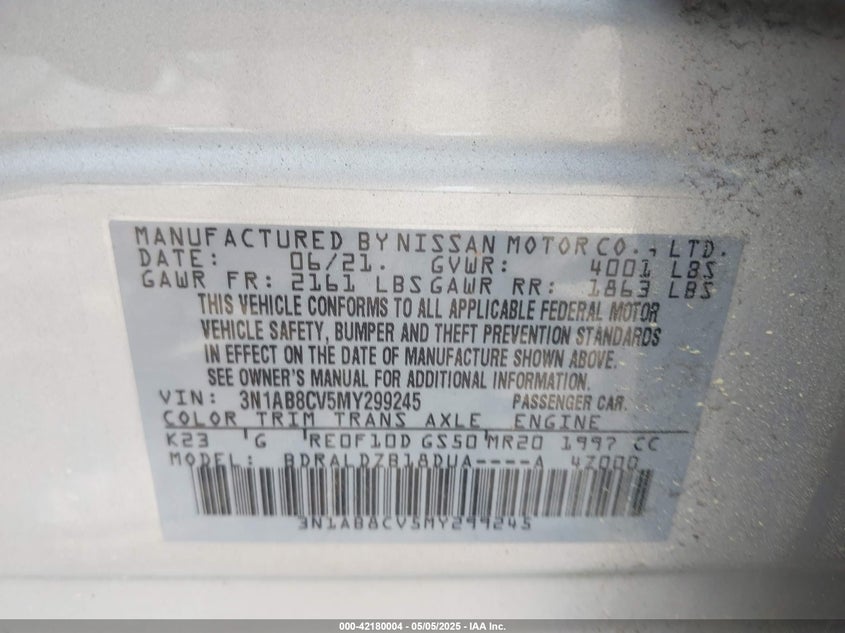 MANUFACTURED BY NISSAN MOTOR CO., LTD.
DATE: 06/21. GVWR: 4001 LBS
GAWR FR: 2161 LBS GAWR RR: 1863 LBS
THIS VEHICLE CONFORMS TO ALL APPLICABLE FEDERAL MOTOR
VEHICLE SAFETY, BUMPER AND THEFT PREVENTION STANDARDS
IN EFFECT ON THE DATE OF MANUFACTURE SHOWN ABOVE.
SEE OWNER'S MANUAL FOR ADDITIONAL INFORMATION.
VIN: 3N1AB8CV5MY299245 PASSENGER CAR.
COLOR TRIM TRANS AXLE ENGINE
K23 G RE0F10D GS50 MR20 1997 CC
MODEL: BDRALDZB18DUA----A 4Z000
3N1AB8CV5MY299245
000-42180004 — 05/05/2025 — IAA Inc.